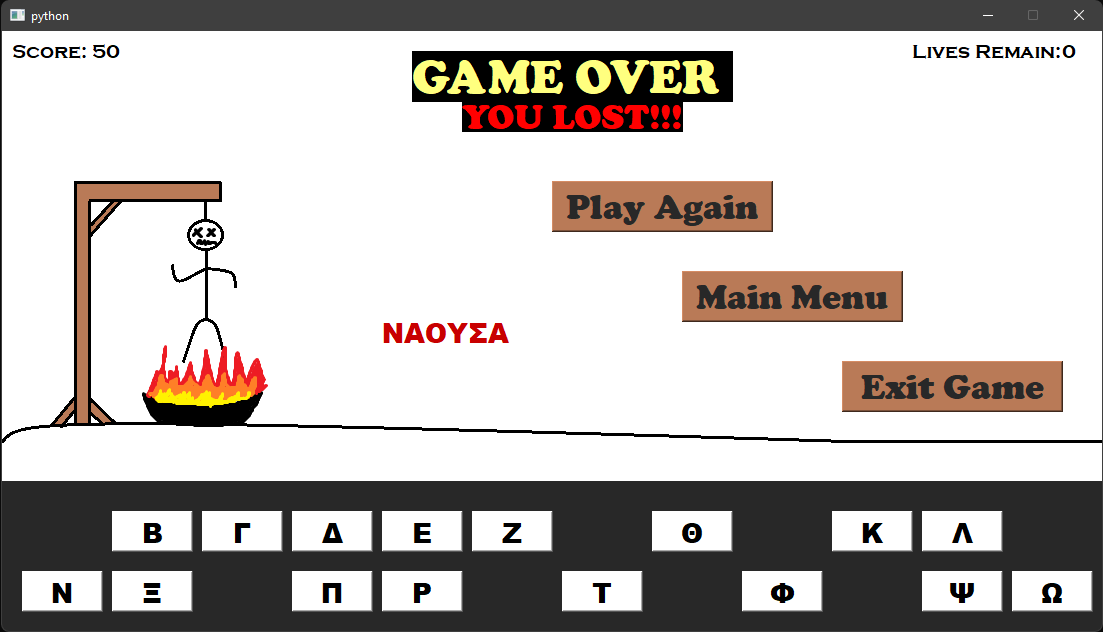 python
Score: 50
Lives Remain:0
GAME OVER
YOU LOST!!!
Play Again
Main Menu
ΝΑΟΥΣΑ
Exit Game
Β Γ Δ Ε Ζ Θ Κ Λ
Ν Ξ Π Ρ Τ Φ Ψ Ω